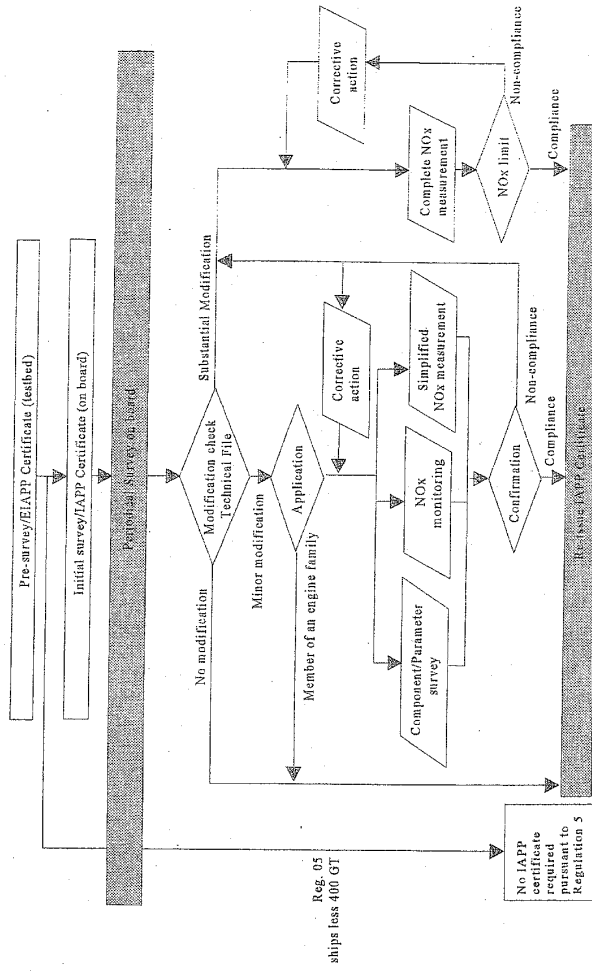 Pre-survey/EIAPP Certificate (testbed)
Initial survey/IAPP Certificate (on board)
Periodical Survey on board
Modification check
Technical File
No modification
Minor modification
Substantial Modification
Application
Member of an engine family
Corrective
action
Corrective
action
Component/Parameter
survey
NOx
monitoring
Simplified
NOx measurement
Complete NOx
measurement
Confirmation
NOx limit
Non-compliance
Non-compliance
Compliance
Compliance
Reg. 05
ships less 400 GT
No IAPP
certificate
required
pursuant to
Regulation 5
Re-issue IAPP Certificate